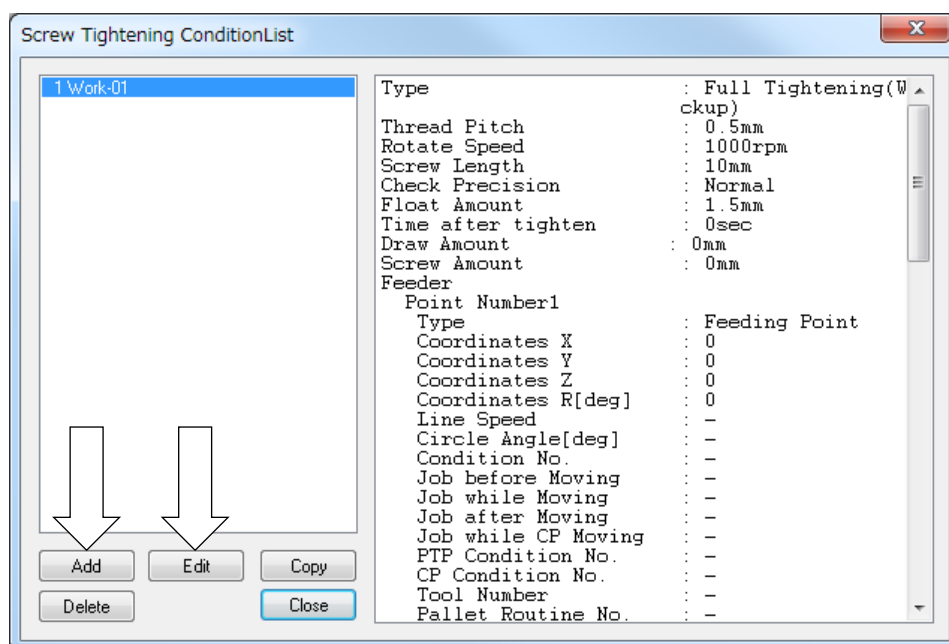 Screw Tightening ConditionList
1 Work-01
Type : Full Tightening(W
ckup)
Thread Pitch : 0.5mm
Rotate Speed : 1000rpm
Screw Length : 10mm
Check Precision : Normal
Float Amount : 1.5mm
Time after tighten : 0sec
Draw Amount : 0mm
Screw Amount : 0mm
Feeder
Point Number1
Type : Feeding Point
Coordinates X : 0
Coordinates Y : 0
Coordinates Z : 0
Coordinates R[deg] : 0
Line Speed : –
Circle Angle[deg] : –
Condition No. : –
Job before Moving : –
Job while Moving : –
Job after Moving : –
Job while CP Moving : –
PTP Condition No. : –
CP Condition No. : –
Tool Number : –
Pallet Routine No. : –
Add Edit Copy
Delete Close